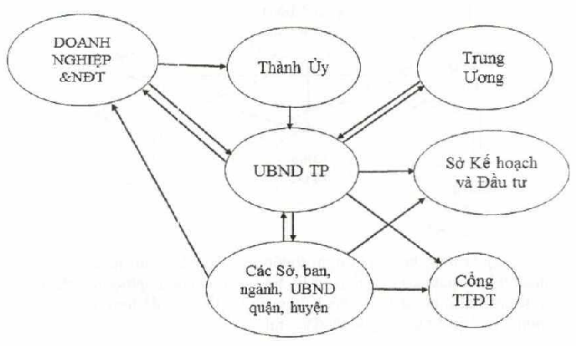 DOANH
NGHIỆP
&NĐT
Thành Ủy
Trung
Ương
UBND TP
Sở Kế hoạch
và Đầu tư
Các Sở, ban,
ngành, UBND
quận, huyện
Cổng
TTĐT